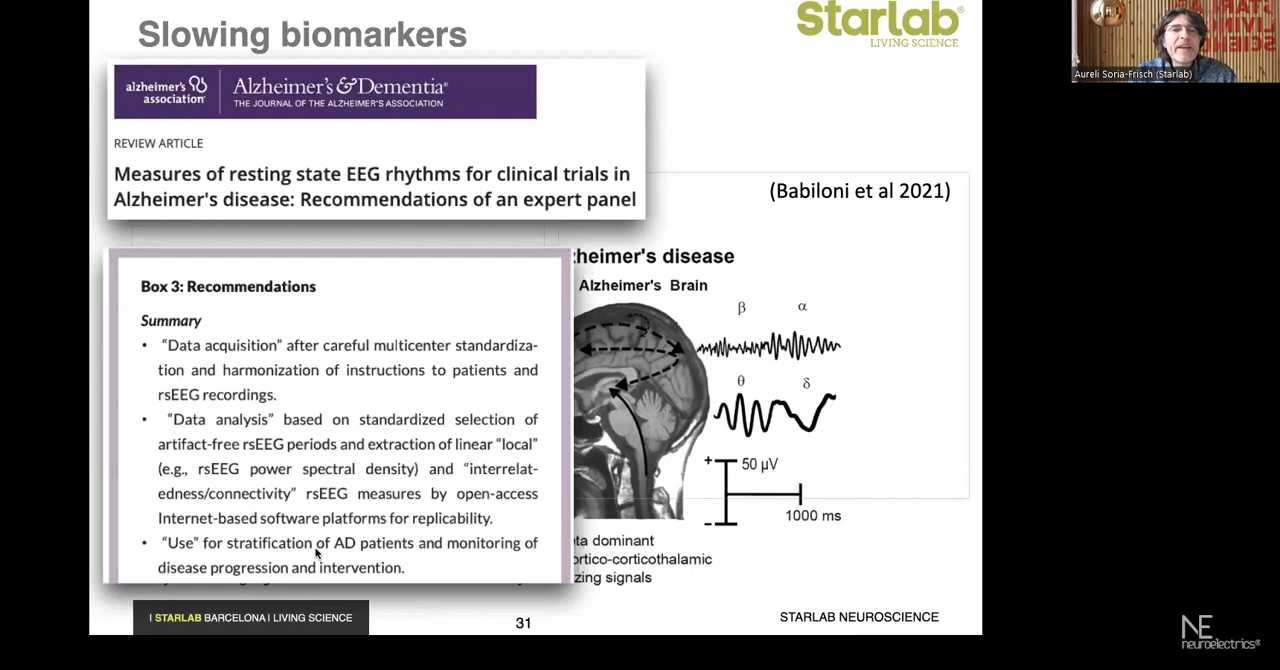 Slowing biomarkers
Starlab®
LIVING SCIENCE
Aureli Soria-Frisch (Starlab)
alzheimer's association®
Alzheimer's & Dementia®
THE JOURNAL OF THE ALZHEIMER'S ASSOCIATION
REVIEW ARTICLE
Measures of resting state EEG rhythms for clinical trials in
Alzheimer's disease: Recommendations of an expert panel
(Babiloni et al 2021)
Box 3: Recommendations
Summary
• “Data acquisition” after careful multicenter standardiza-
tion and harmonization of instructions to patients and
rsEEG recordings.
• “Data analysis” based on standardized selection of
artifact-free rsEEG periods and extraction of linear “local”
(e.g., rsEEG power spectral density) and “interrelat-
edness/connectivity” rsEEG measures by open-access
Internet-based software platforms for replicability.
• “Use” for stratification of AD patients and monitoring of
disease progression and intervention.
zheimer's disease
Alzheimer's Brain
β α
θ δ
+ 50 µV
-
1000 ms
ta dominant
ortico-corticothalamic
zing signals
| STARLAB BARCELONA | LIVING SCIENCE
31
STARLAB NEUROSCIENCE
NE
neuroelectrics®